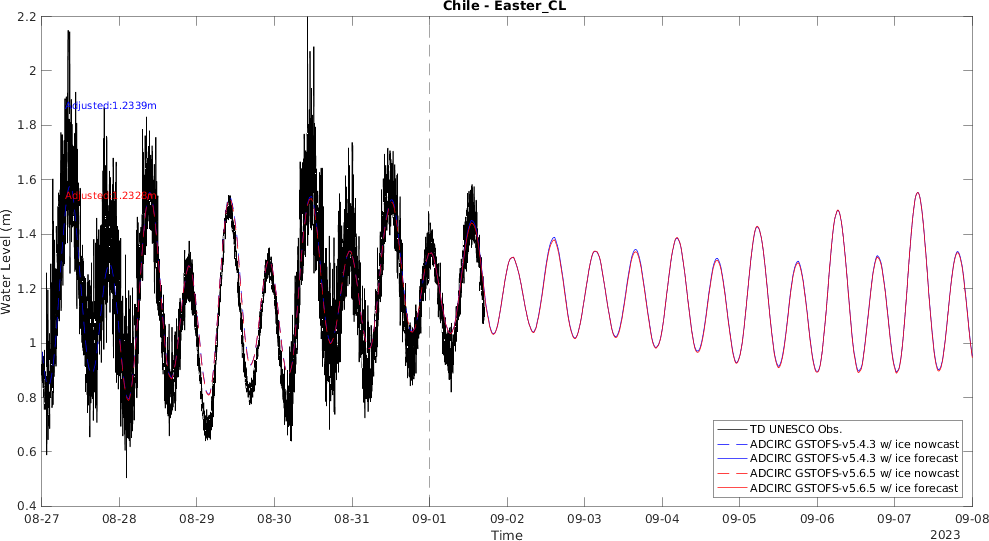 Chile - Easter_CL
2.2
2
1.8
1.6
1.4
1.2
1
0.8
0.6
0.4
Water Level (m)
Adjusted:1.2339m
Adjusted:1.2328m
TD UNESCO Obs.
ADCIRC GSTOFS-v5.4.3 w/ ice nowcast
ADCIRC GSTOFS-v5.4.3 w/ ice forecast
ADCIRC GSTOFS-v5.6.5 w/ ice nowcast
ADCIRC GSTOFS-v5.6.5 w/ ice forecast
08-27 08-28 08-29 08-30 08-31 09-01 09-02 09-03 09-04 09-05 09-06 09-07 09-08
Time
2023